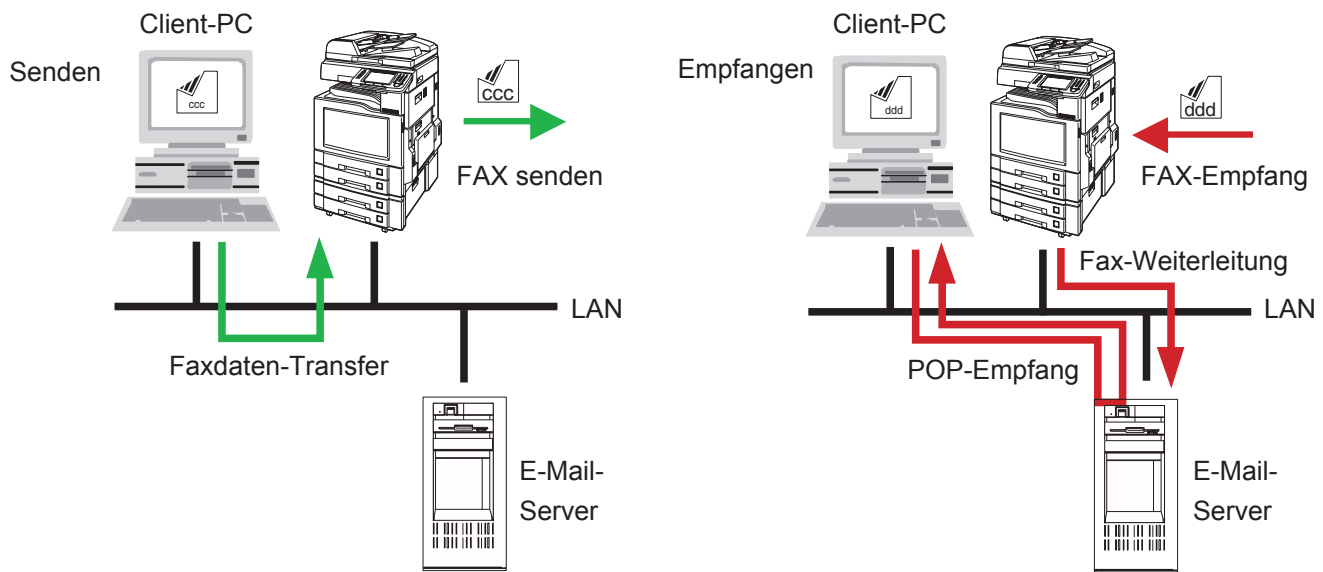 Client-PC
Senden
ccc
CCC
FAX senden
LAN
Faxdaten-Transfer
E-Mail-
Server
Client-PC
Empfangen
ddd
ddd
FAX-Empfang
Fax-Weiterleitung
LAN
POP-Empfang
E-Mail-
Server